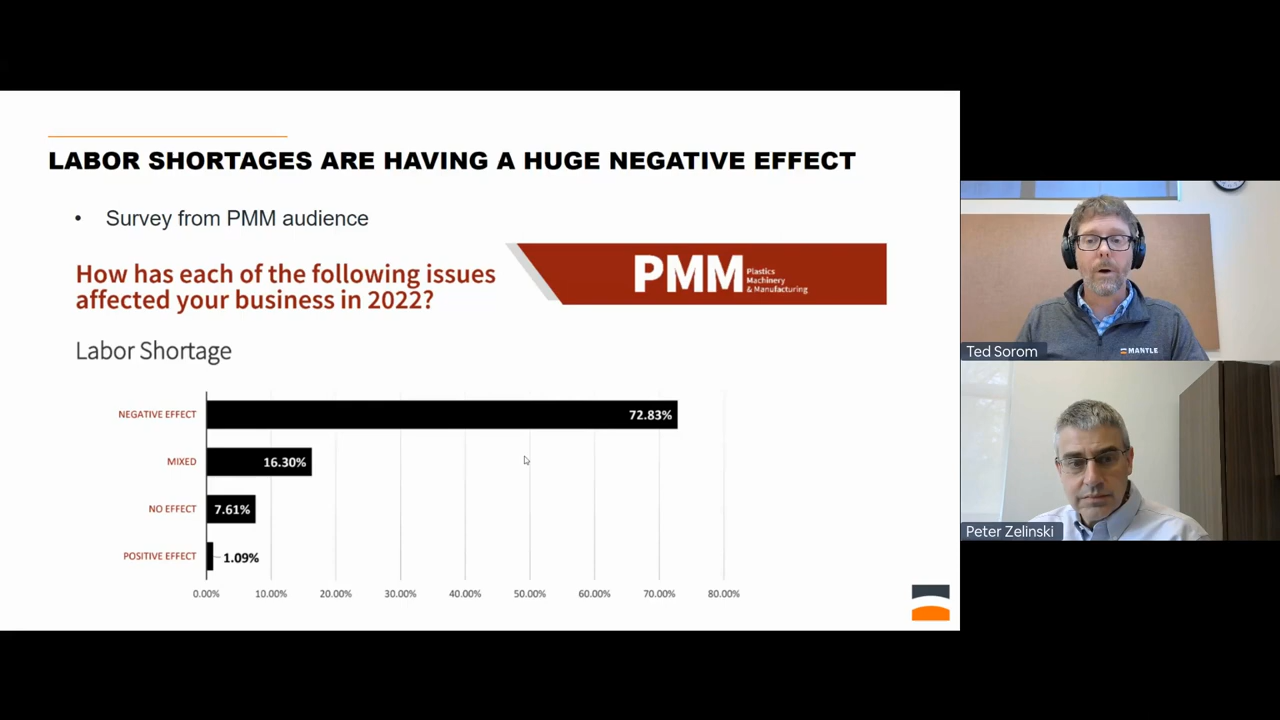 LABOR SHORTAGES ARE HAVING A HUGE NEGATIVE EFFECT
• Survey from PMM audience
How has each of the following issues
affected your business in 2022?
PMM
Plastics
Machinery
& Manufacturing
Labor Shortage
NEGATIVE EFFECT 72.83%
MIXED 16.30%
NO EFFECT 7.61%
POSITIVE EFFECT 1.09%
0.00% 10.00% 20.00% 30.00% 40.00% 50.00% 60.00% 70.00% 80.00%
MANTLE
Ted Sorom
Peter Zelinski